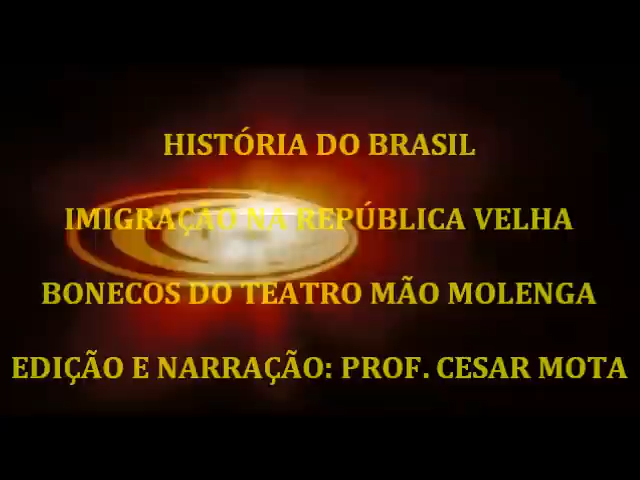 HISTÓRIA DO BRASIL
IMIGRAÇÃO NA REPÚBLICA VELHA
BONECOS DO TEATRO MÃO MOLENGA
EDIÇÃO E NARRAÇÃO: PROF. CESAR MOTA